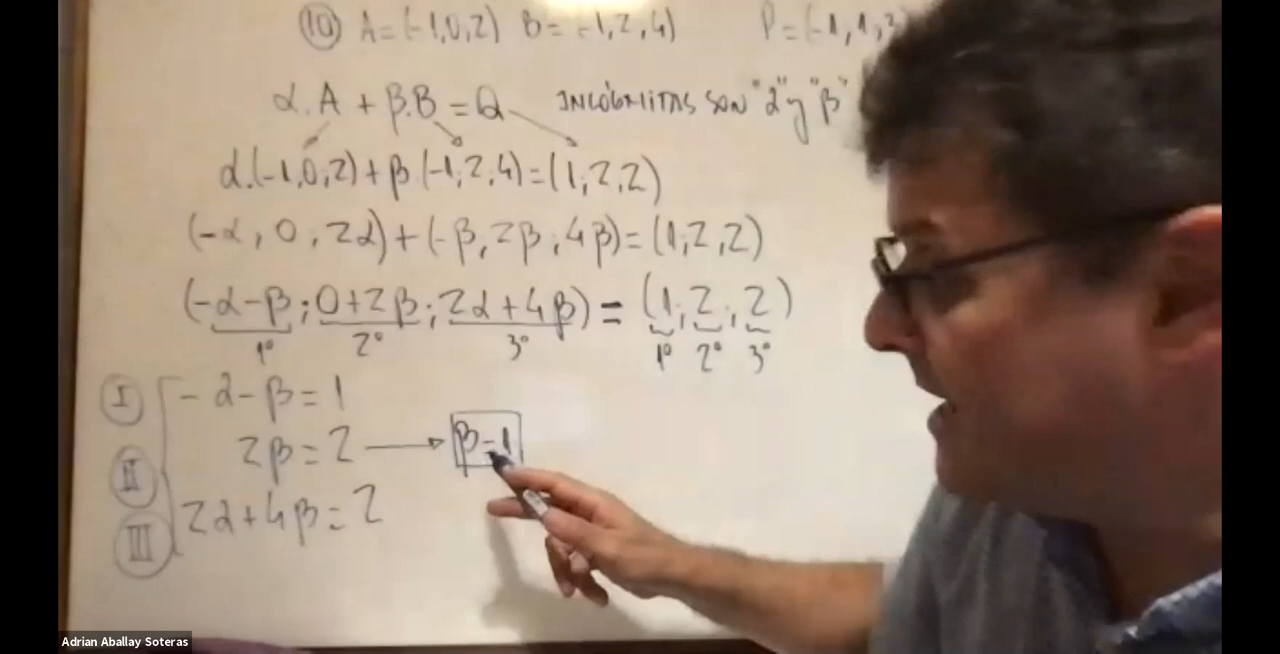 10 A=(-1,0,2) B=(-1,2,4) P=(-1,1,
α.A + β.B = Q INCÓGNITAS SON "α" y "β"
α.(-1,0,2)+β.(-1,2,4)=(1,2,2)
(-α, 0, 2α)+(-β, 2β, 4β)=(1,2,2)
(-α-β; 0+2β; 2α+4β) = (1, 2, 2)
1° 2° 3° 1° 2° 3°
I -α-β=1
II 2β=2 → β=1
III 2α+4β=2
Adrian Aballay Soteras